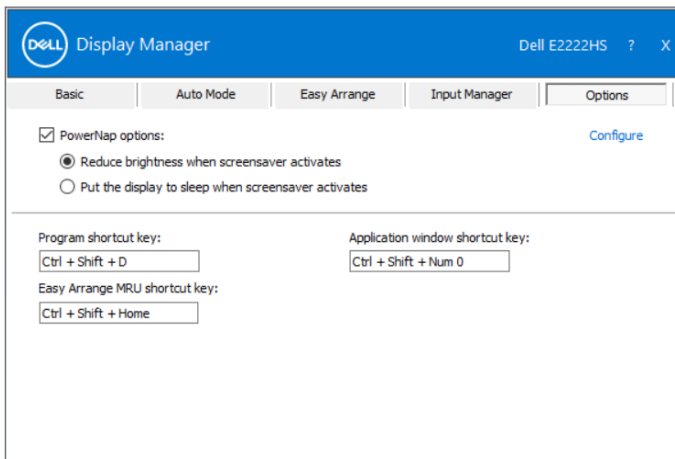 DELL Display Manager Dell E2222HS ? X
Basic Auto Mode Easy Arrange Input Manager Options
PowerNap options: Configure
Reduce brightness when screensaver activates
Put the display to sleep when screensaver activates
Program shortcut key: Application window shortcut key:
Ctrl + Shift + D Ctrl + Shift + Num 0
Easy Arrange MRU shortcut key:
Ctrl + Shift + Home